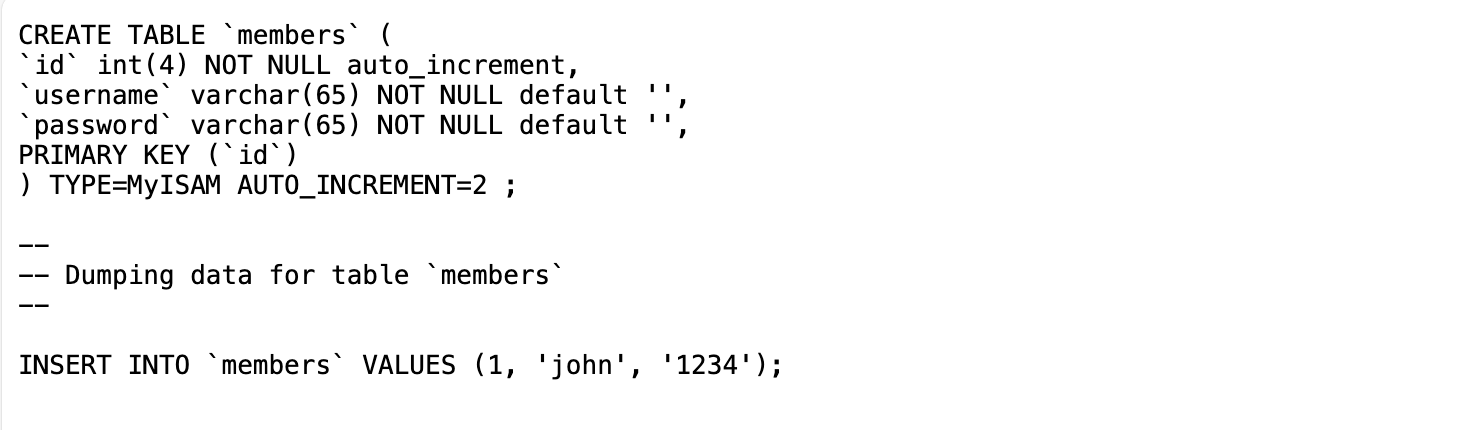 CREATE TABLE `members` (
`id` int(4) NOT NULL auto_increment,
`username` varchar(65) NOT NULL default '',
`password` varchar(65) NOT NULL default '',
PRIMARY KEY (`id`)
) TYPE=MyISAM AUTO_INCREMENT=2 ;
--
-- Dumping data for table `members`
--
INSERT INTO `members` VALUES (1, 'john', '1234');